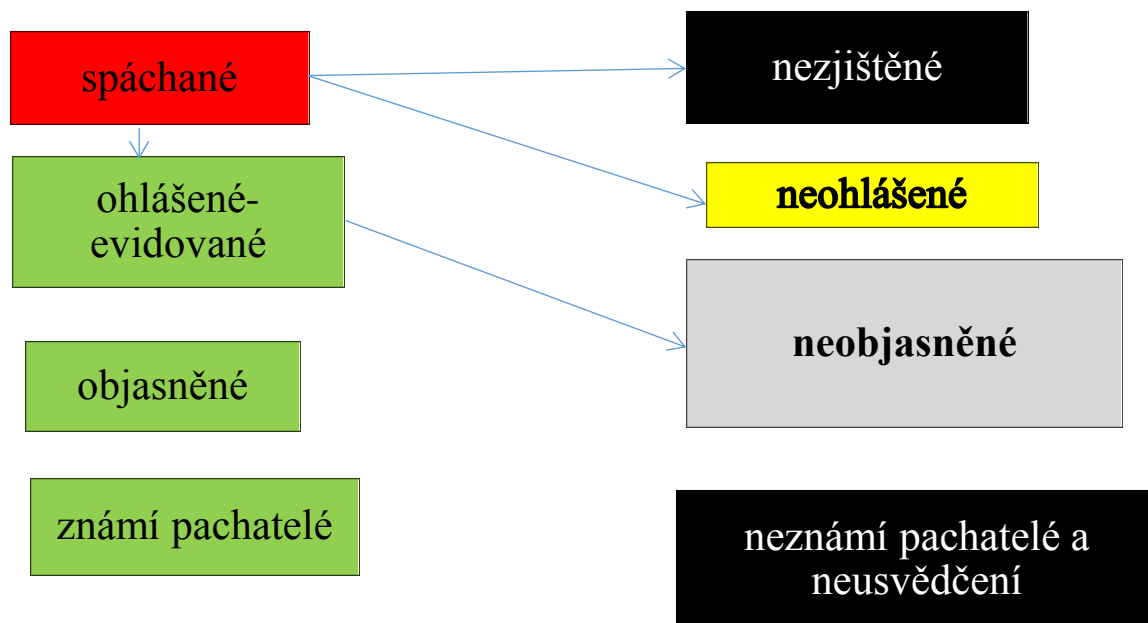 spáchané
nezjištěné
ohlášené-
evidované
neohlášené
neobjasněné
objasněné
známí pachatelé
neznámí pachatelé a
neusvědčení